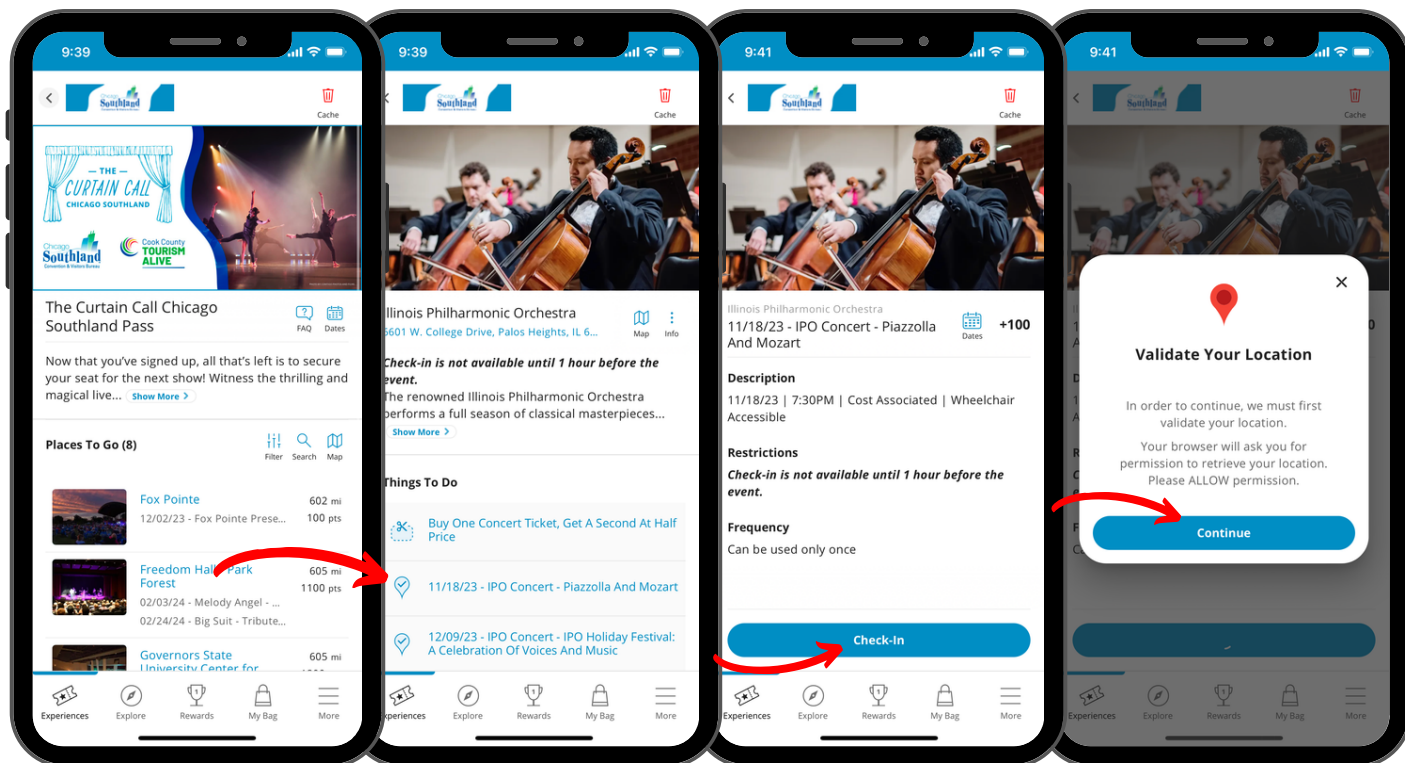 9:39
Chicago
Southland
Cache
— THE —
CURTAIN CALL
CHICAGO SOUTHLAND
Chicago
Southland
Convention & Visitors Bureau
Cook County
TOURISM
ALIVE
The Curtain Call Chicago
Southland Pass
FAQ
Dates
Now that you've signed up, all that's left is to secure
your seat for the next show! Witness the thrilling and
magical live... Show More >
Places To Go (8)
Filter
Search
Map
Fox Pointe
602 mi
12/02/23 - Fox Pointe Prese...
100 pts
Freedom Hall Park
Forest
605 mi
1100 pts
02/03/24 - Melody Angel - ...
02/24/24 - Big Suit - Tribute...
Governors State
University Center for
605 mi
Experiences
Explore
Rewards
My Bag
More
9:39
Chicago
Southland
Cache
Illinois Philharmonic Orchestra
6601 W. College Drive, Palos Heights, IL 6...
Map
Info
Check-in is not available until 1 hour before the
event.
The renowned Illinois Philharmonic Orchestra
performs a full season of classical masterpieces...
Show More >
Things To Do
Buy One Concert Ticket, Get A Second At Half
Price
11/18/23 - IPO Concert - Piazzolla And Mozart
12/09/23 - IPO Concert - IPO Holiday Festival:
A Celebration Of Voices And Music
Experiences
Explore
Rewards
My Bag
More
9:41
Chicago
Southland
Cache
Illinois Philharmonic Orchestra
11/18/23 - IPO Concert - Piazzolla
And Mozart
Dates
+100
Description
11/18/23 | 7:30PM | Cost Associated | Wheelchair
Accessible
Restrictions
Check-in is not available until 1 hour before the
event.
Frequency
Can be used only once
Check-In
Experiences
Explore
Rewards
My Bag
More
9:41
Chicago
Southland
Cache
Validate Your Location
In order to continue, we must first
validate your location.
Your browser will ask you for
permission to retrieve your location.
Please ALLOW permission.
Continue
Experiences
Explore
Rewards
My Bag
More